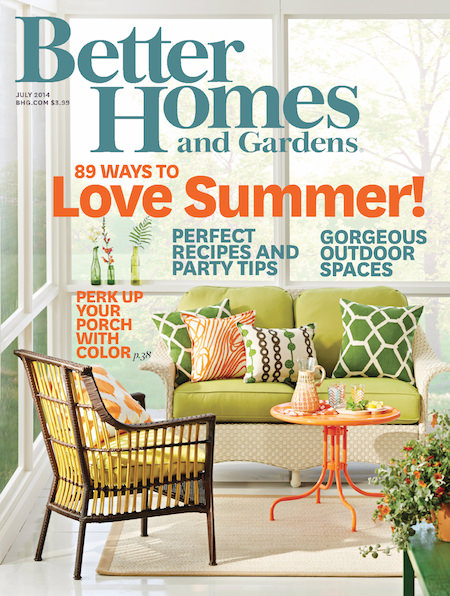 Better
Homes
and Gardens
JULY 2014
BHG.COM $3.99
89 WAYS TO
Love Summer!
PERFECT
RECIPES AND
PARTY TIPS
GORGEOUS
OUTDOOR
SPACES
PERK UP
YOUR
PORCH
WITH
COLOR p.38